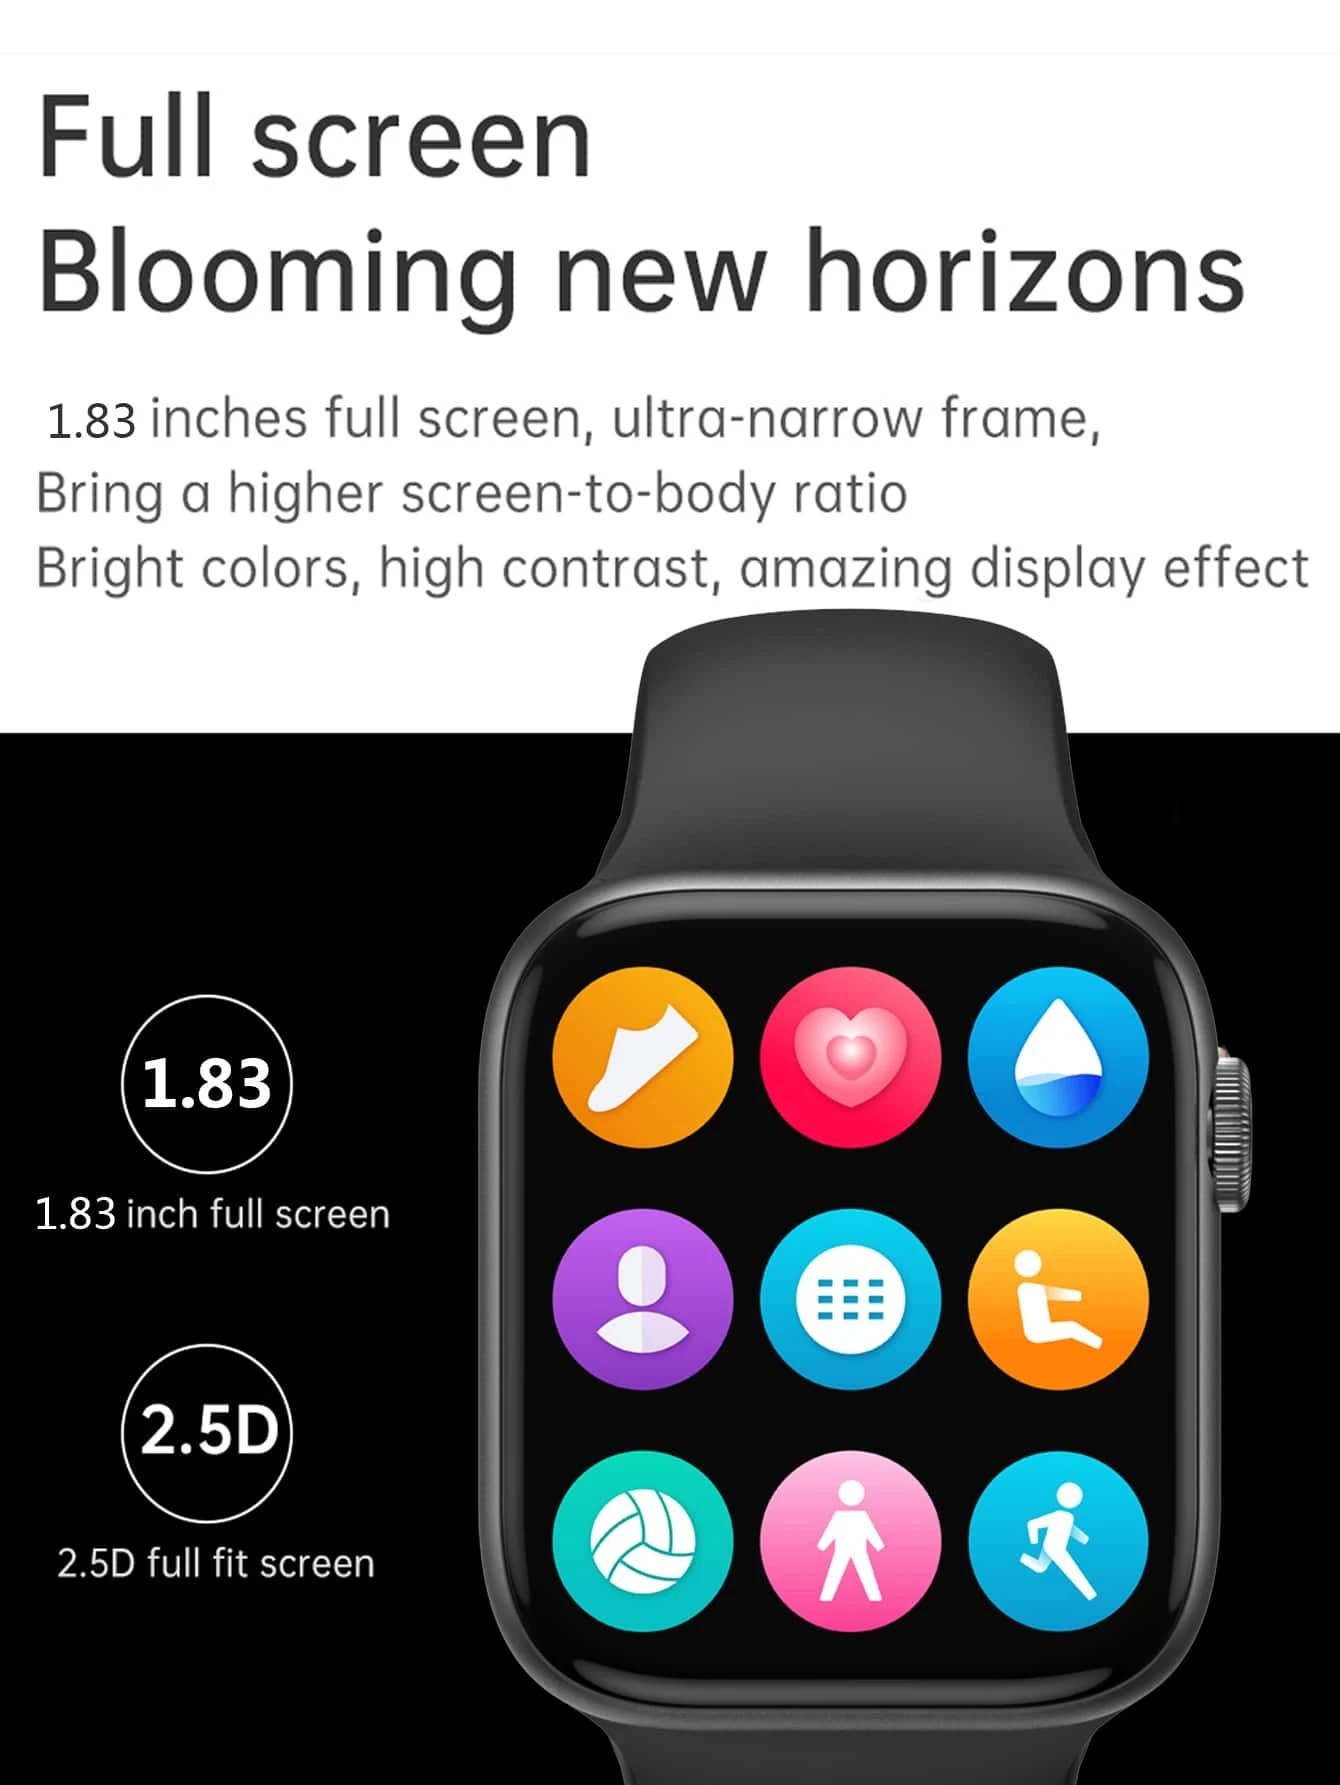 Full screen
Blooming new horizons
1.83 inches full screen, ultra-narrow frame,
Bring a higher screen-to-body ratio
Bright colors, high contrast, amazing display effect
1.83
1.83 inch full screen
2.5D
2.5D full fit screen